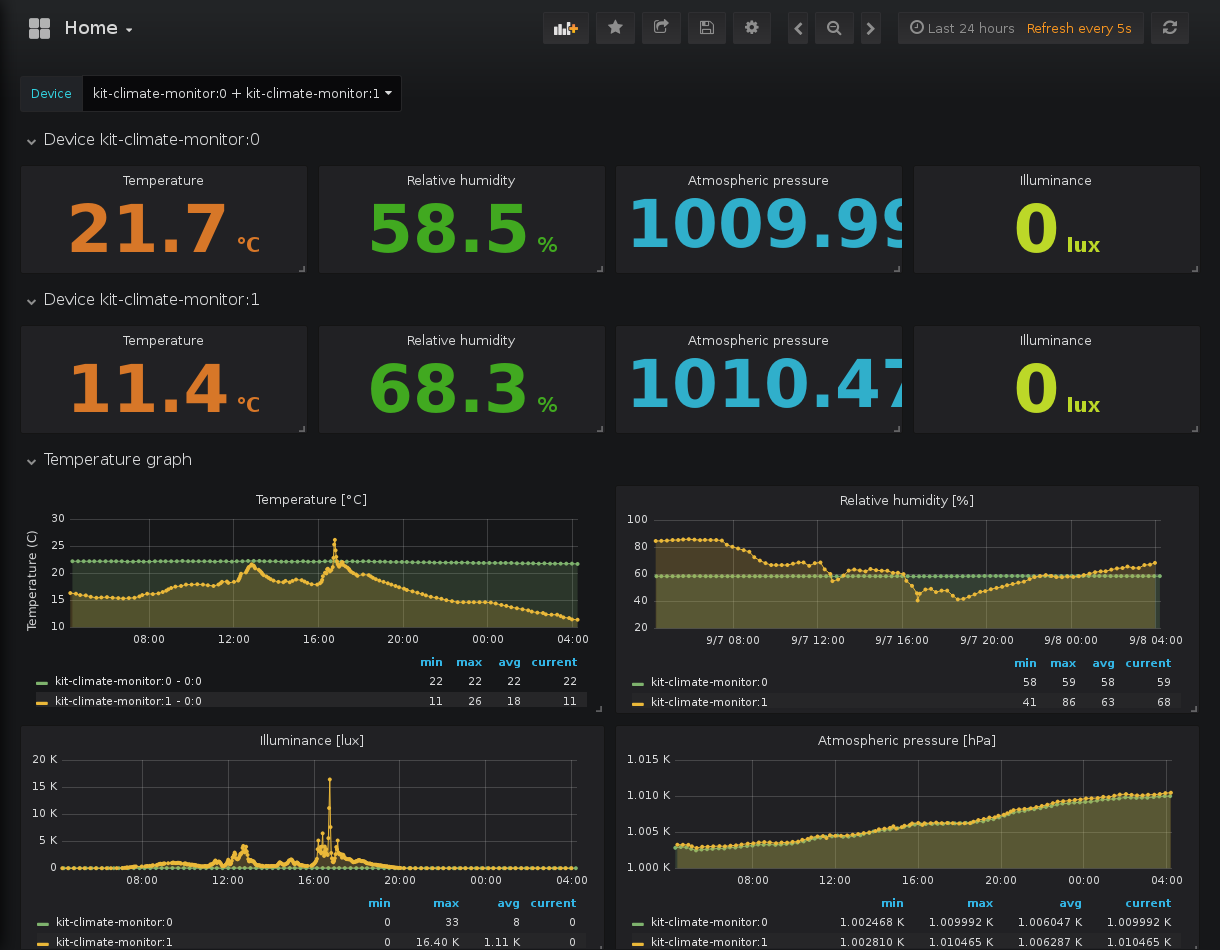 Home
Last 24 hours Refresh every 5s
Device kit-climate-monitor:0 + kit-climate-monitor:1
Device kit-climate-monitor:0
Temperature Relative humidity Atmospheric pressure Illuminance
21.7 °C 58.5 % 1009.99 0 lux
Device kit-climate-monitor:1
Temperature Relative humidity Atmospheric pressure Illuminance
11.4 °C 68.3 % 1010.47 0 lux
Temperature graph
Temperature [°C]
Temperature (C)
30
25
20
15
10
08:00 12:00 16:00 20:00 00:00 04:00
min max avg current
kit-climate-monitor:0 - 0:0 22 22 22 22
kit-climate-monitor:1 - 0:0 11 26 18 11
Relative humidity [%]
100
80
60
40
20
9/7 08:00 9/7 12:00 9/7 16:00 9/7 20:00 9/8 00:00 9/8 04:00
min max avg current
kit-climate-monitor:0 58 59 58 59
kit-climate-monitor:1 41 86 63 68
Illuminance [lux]
20 K
15 K
10 K
5 K
0
08:00 12:00 16:00 20:00 00:00 04:00
min max avg current
kit-climate-monitor:0 0 33 8 0
kit-climate-monitor:1 0 16.40 K 1.11 K 0
Atmospheric pressure [hPa]
1.015 K
1.010 K
1.005 K
1.000 K
08:00 12:00 16:00 20:00 00:00 04:00
min max avg current
kit-climate-monitor:0 1.002468 K 1.009992 K 1.006047 K 1.009992 K
kit-climate-monitor:1 1.002810 K 1.010465 K 1.006287 K 1.010465 K